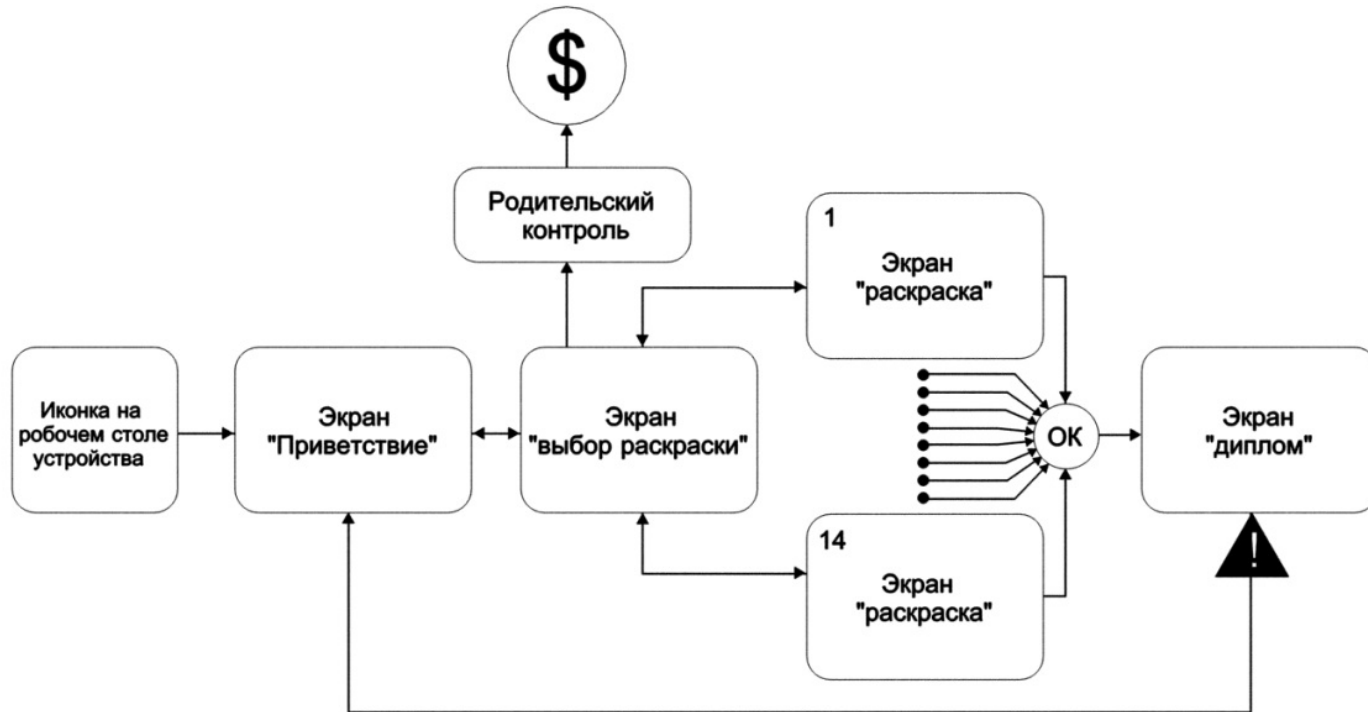 $
Родительский
контроль
1
Экран
"раскраска"
Иконка на
робочем столе
устройства
Экран
"Приветствие"
Экран
"выбор раскраски"
ОК
Экран
"диплом"
!
14
Экран
"раскраска"